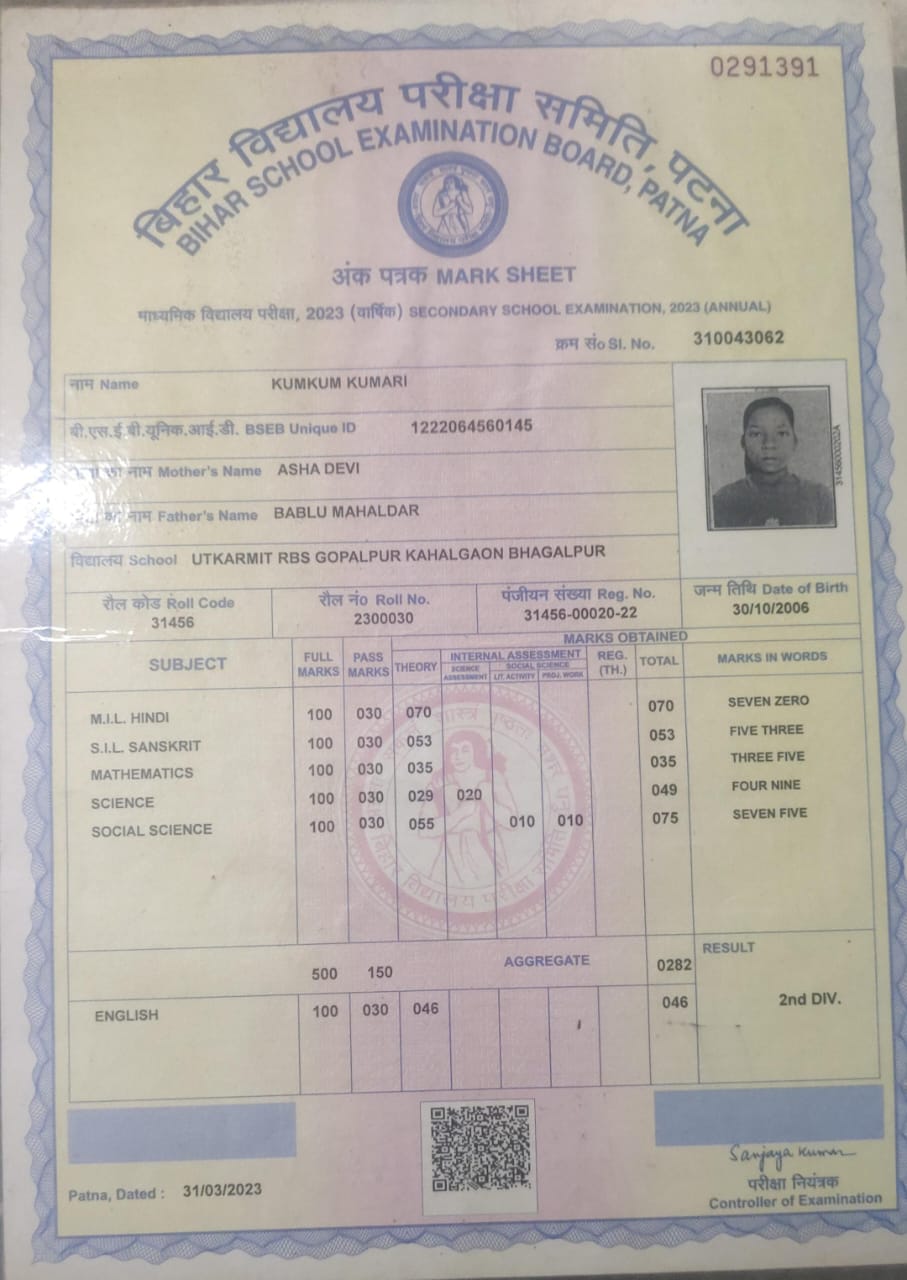 0291391
बिहार विद्यालय परीक्षा समिति, पटना
BIHAR SCHOOL EXAMINATION BOARD, PATNA
अंक पत्रक MARK SHEET
माध्यमिक विद्यालय परीक्षा, 2023 (वार्षिक) SECONDARY SCHOOL EXAMINATION, 2023 (ANNUAL)
क्रम सं० Sl. No. 310043062
नाम Name KUMKUM KUMARI
बी.एस.ई.बी.यूनिक.आई.डी. BSEB Unique ID 1222064560145
का नाम Mother's Name ASHA DEVI
का नाम Father's Name BABLU MAHALDAR
विद्यालय School UTKARMIT RBS GOPALPUR KAHALGAON BHAGALPUR
31456000202A
रौल कोड Roll Code रौल नं० Roll No. पंजीयन संख्या Reg. No. जन्म तिथि Date of Birth
31456 2300030 31456-00020-22 30/10/2006
MARKS OBTAINED
SUBJECT FULL MARKS PASS MARKS THEORY INTERNAL ASSESSMENT REG. (TH.) TOTAL MARKS IN WORDS
SCIENCE ASSESSMENT SOCIAL SCIENCE LIT. ACTIVITY PROJ. WORK
M.I.L. HINDI 100 030 070 070 SEVEN ZERO
S.I.L. SANSKRIT 100 030 053 053 FIVE THREE
MATHEMATICS 100 030 035 035 THREE FIVE
SCIENCE 100 030 029 020 049 FOUR NINE
SOCIAL SCIENCE 100 030 055 010 010 075 SEVEN FIVE
बिहार विद्यालय परीक्षा समिति
500 150 AGGREGATE 0282 RESULT
2nd DIV.
ENGLISH 100 030 046 046
Sanjaya Kumar
परीक्षा नियंत्रक
Patna, Dated : 31/03/2023 Controller of Examination